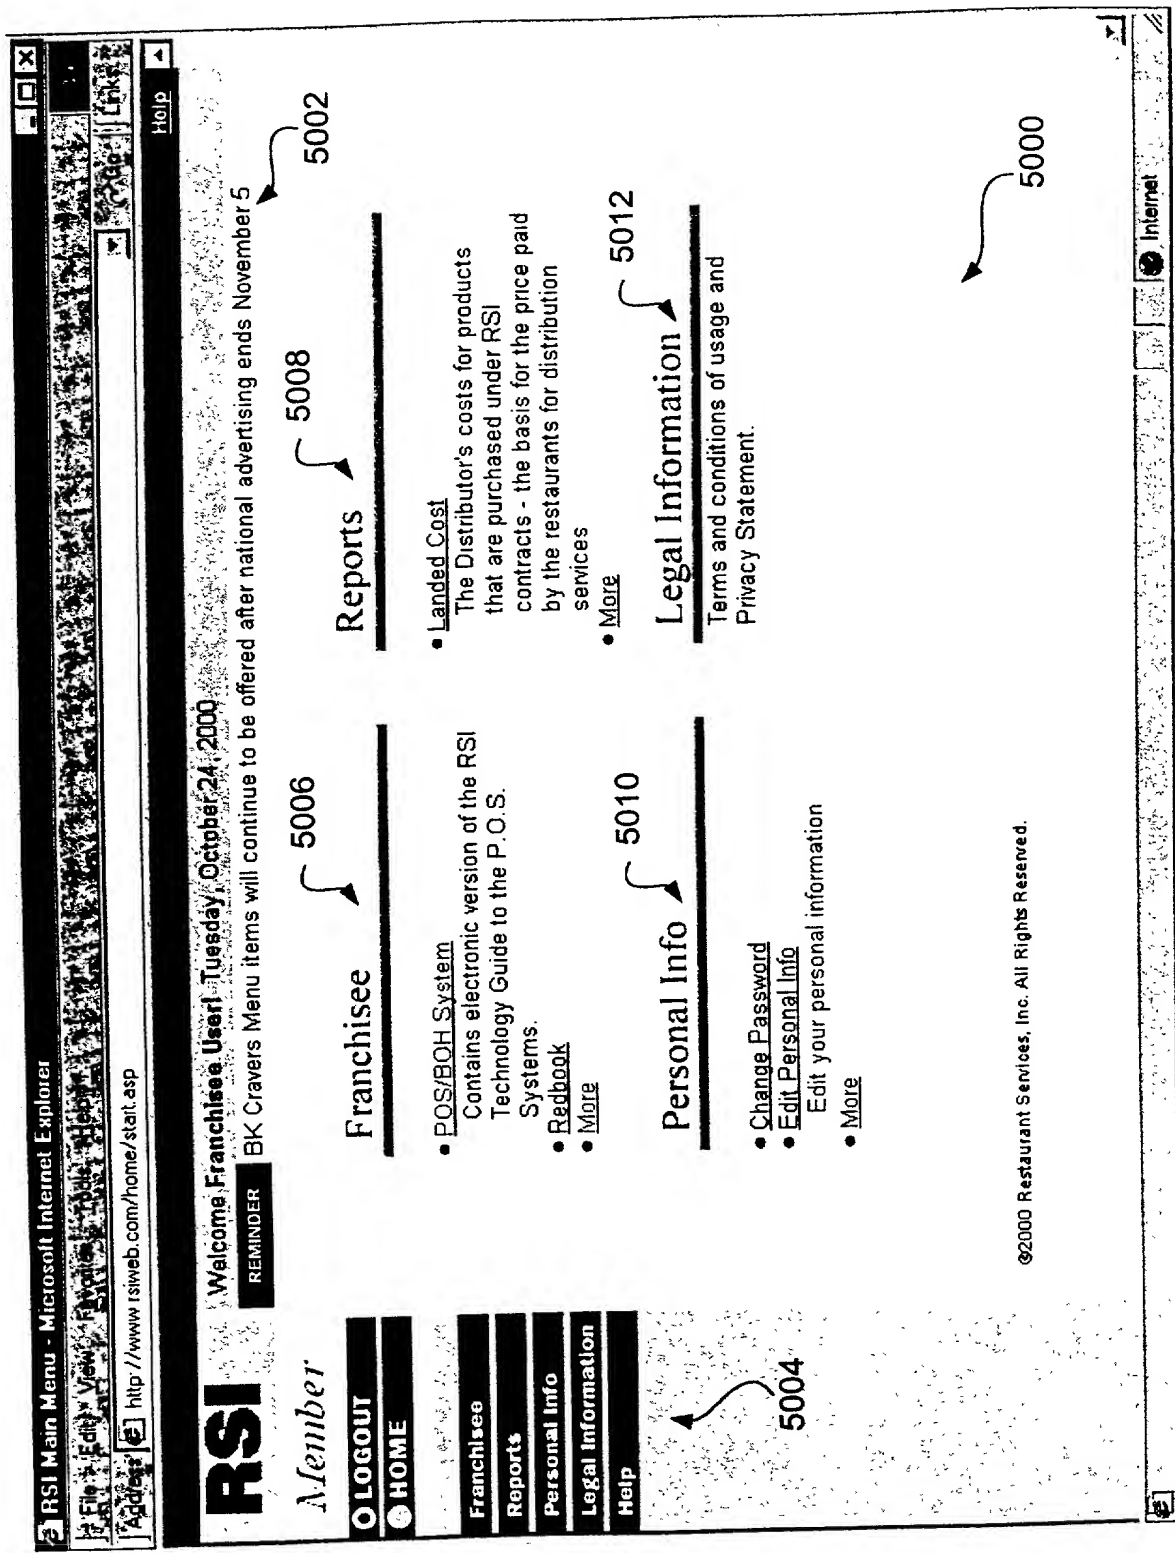 RSI Main Menu - Microsoft Internet Explorer
File Edit View Favorites Tools Help
Address http://www.rsiweb.com/home/start.asp Go Links
Help
RSI
Welcome Franchisee User! Tuesday, October 24, 2000
REMINDER BK Cravers Menu items will continue to be offered after national advertising ends November 5
5002
Member
LOGOUT
HOME
Franchisee
Reports
Personal Info
Legal Information
Help
5004
Franchisee
5006
• POS/BOH System
Contains electronic version of the RSI
Technology Guide to the P.O.S.
Systems.
• Redbook
• More
Reports
5008
• Landed Cost
The Distributor's costs for products
that are purchased under RSI
contracts - the basis for the price paid
by the restaurants for distribution
services
• More
Personal Info
5010
• Change Password
• Edit Personal Info
Edit your personal information
• More
Legal Information
5012
Terms and conditions of usage and
Privacy Statement.
5000
©2000 Restaurant Services, Inc. All Rights Reserved.
Internet